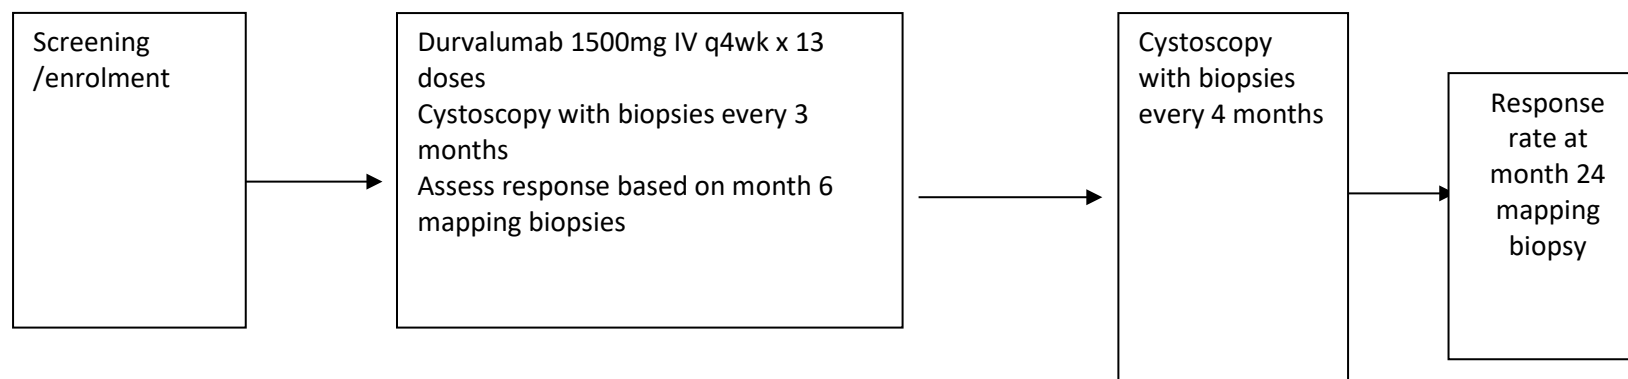 Screening
/enrolment
Durvalumab 1500mg IV q4wk x 13
doses
Cystoscopy with biopsies every 3
months
Assess response based on month 6
mapping biopsies
Cystoscopy
with biopsies
every 4 months
Response
rate at
month 24
mapping
biopsy